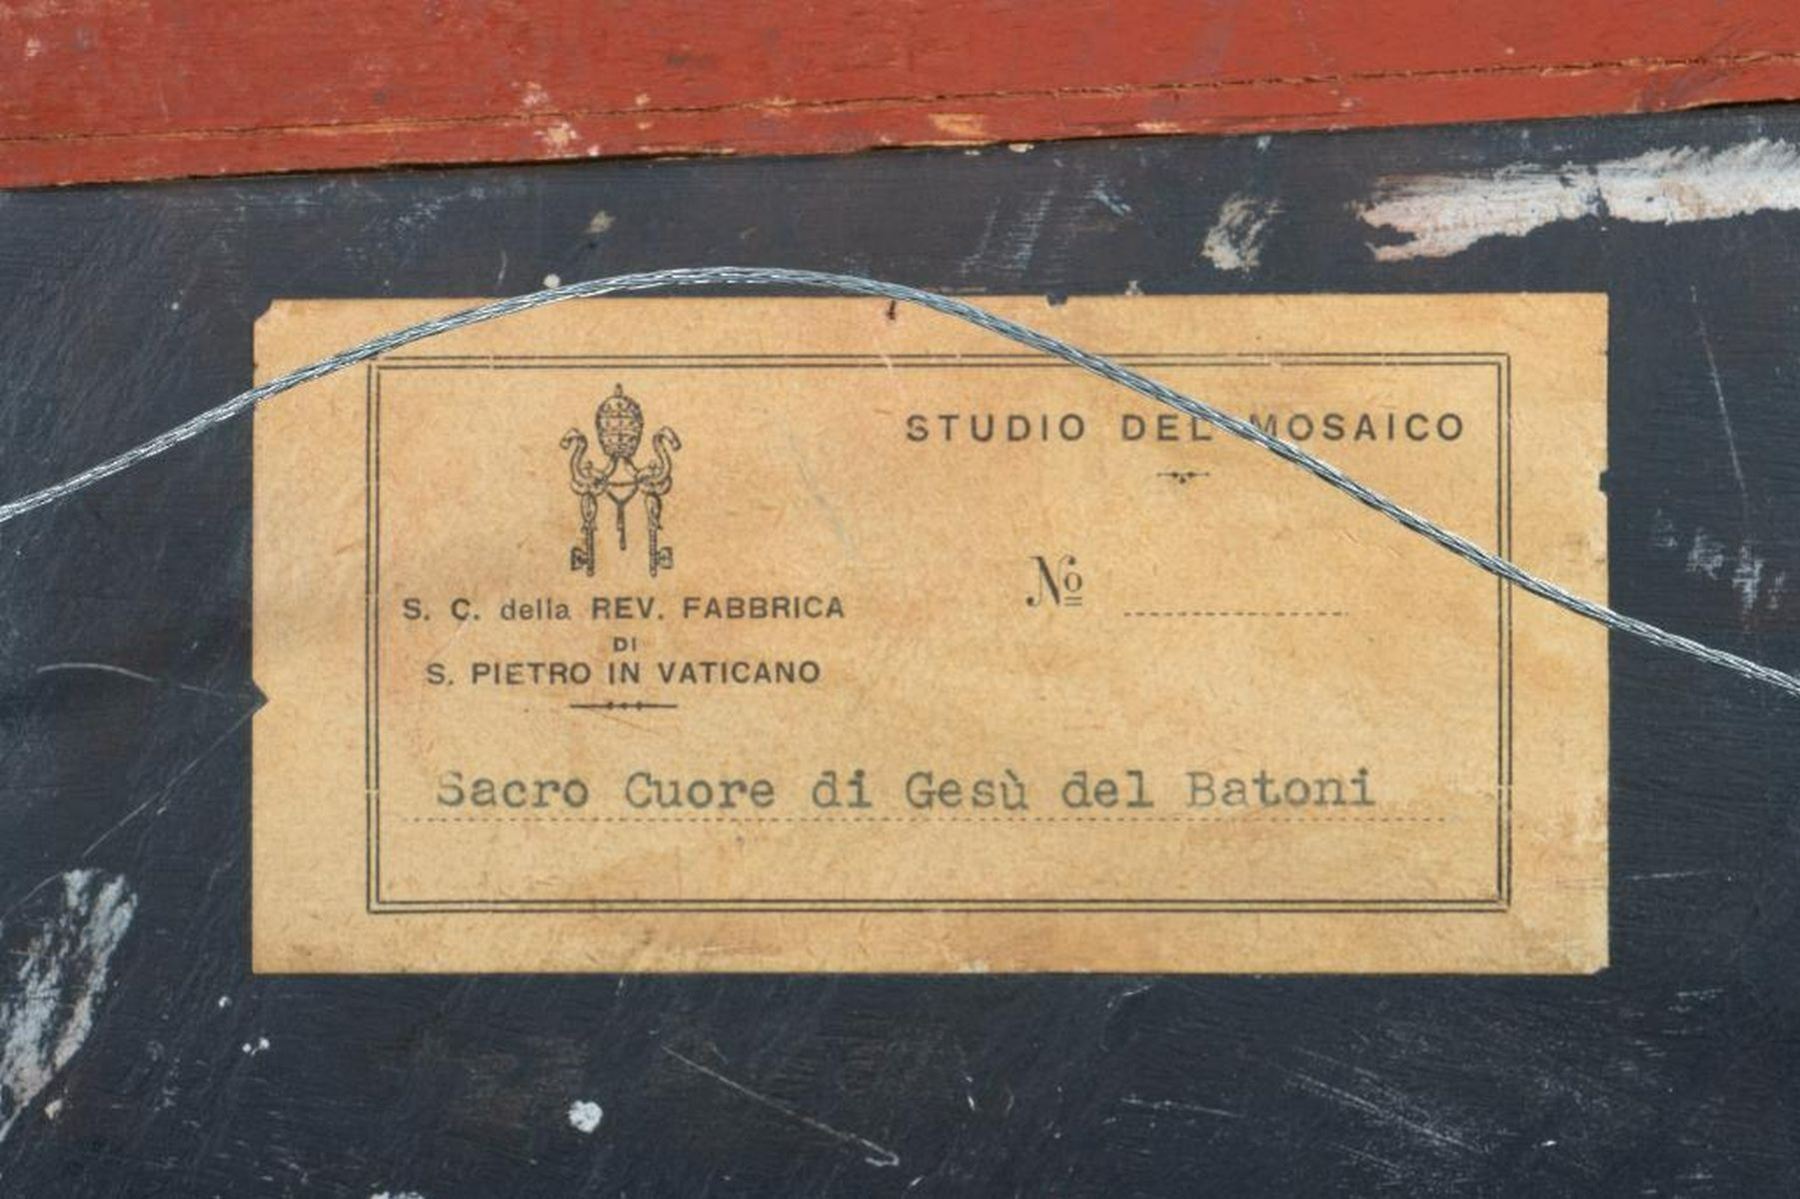 STUDIO DEL MOSAICO
Nº
S. C. della REV. FABBRICA
DI
S. PIETRO IN VATICANO
Sacro Cuore di Gesù del Batoni